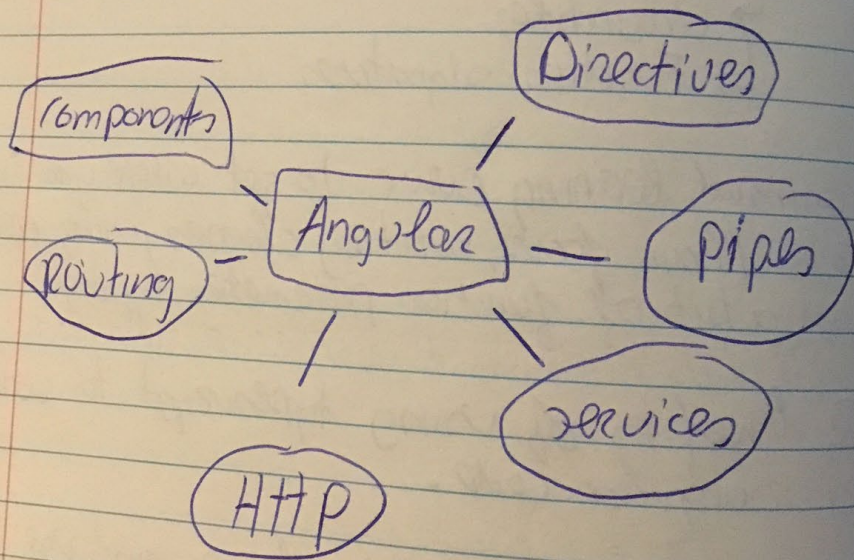 Directives
Components
Angular
Pipes
Routing
services
HttP